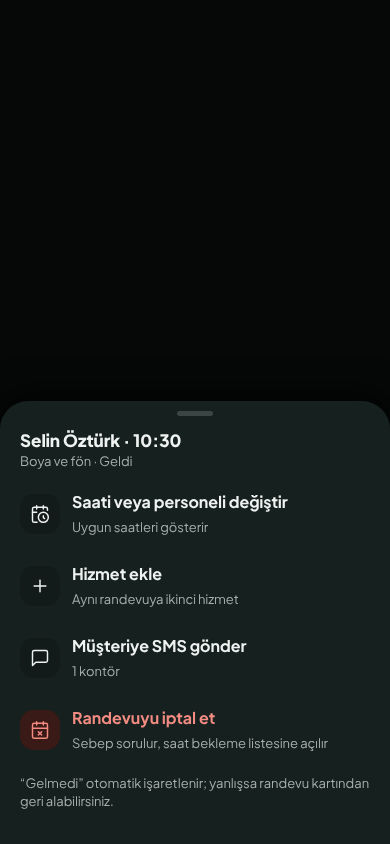 Selin Öztürk · 10:30
Boya ve fön · Geldi
Saati veya personeli değiştir
Uygun saatleri gösterir
Hizmet ekle
Aynı randevuya ikinci hizmet
Müşteriye SMS gönder
1 kontör
Randevuyu iptal et
Sebep sorulur, saat bekleme listesine açılır
“Gelmedi” otomatik işaretlenir; yanlışsa randevu kartından
geri alabilirsiniz.